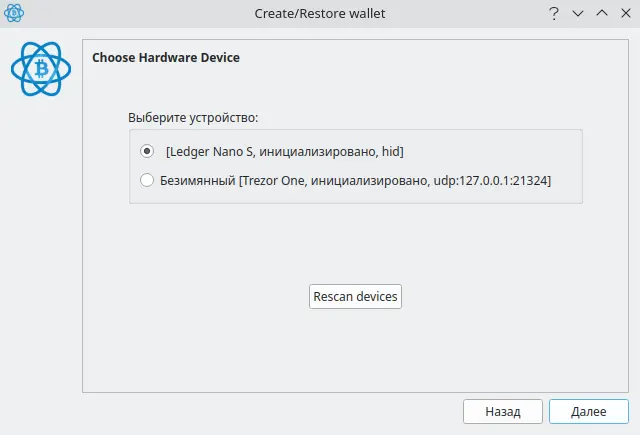 Create/Restore wallet
Choose Hardware Device
Выберите устройство:
[Ledger Nano S, инициализировано, hid]
Безимянный [Trezor One, инициализировано, udp:127.0.0.1:21324]
Rescan devices
Назад
Далее